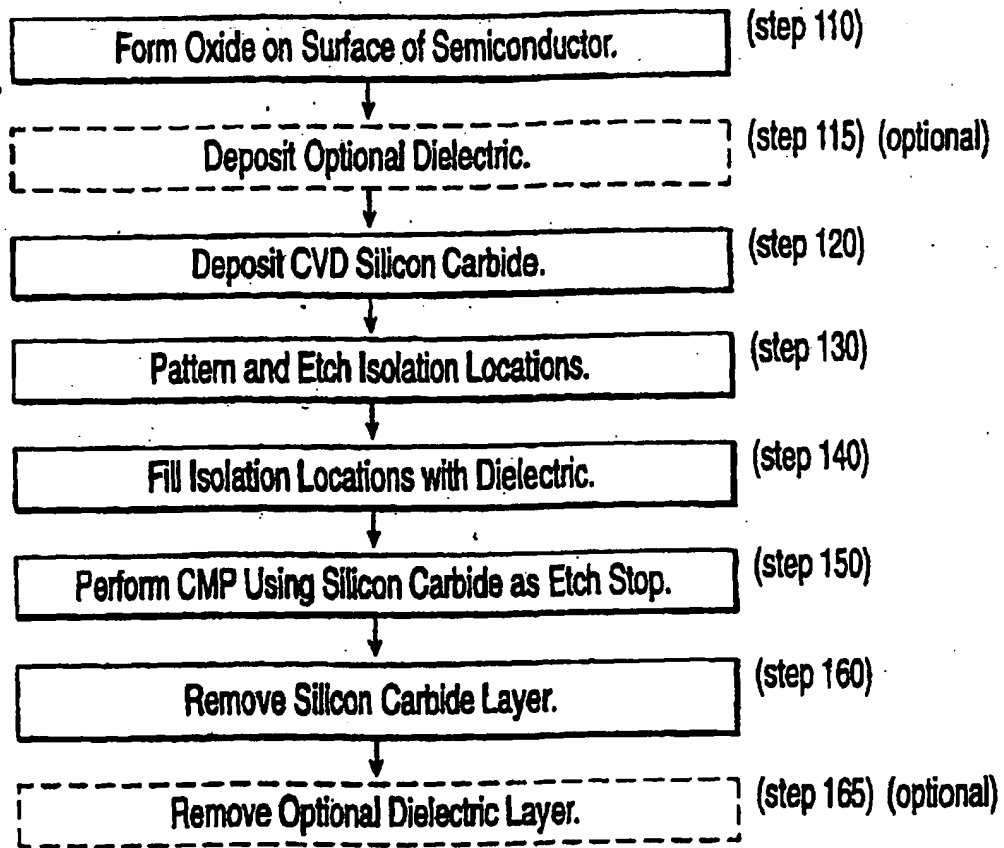 Form Oxide on Surface of Semiconductor. (step 110)
Deposit Optional Dielectric. (step 115) (optional)
Deposit CVD Silicon Carbide. (step 120)
Pattern and Etch Isolation Locations. (step 130)
Fill Isolation Locations with Dielectric. (step 140)
Perform CMP Using Silicon Carbide as Etch Stop. (step 150)
Remove Silicon Carbide Layer. (step 160)
Remove Optional Dielectric Layer. (step 165) (optional)